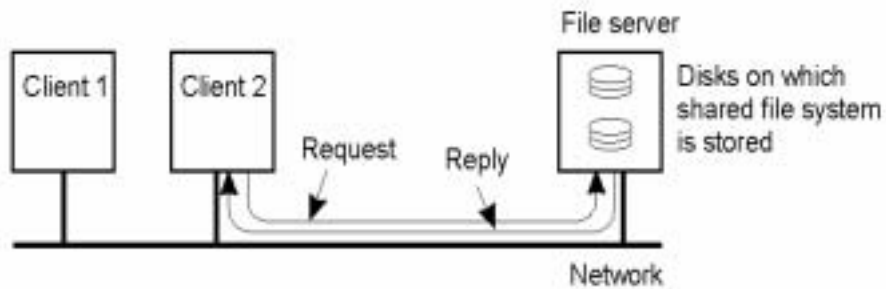 File server
Client 1
Client 2
Disks on which
shared file system
is stored
Request
Reply
Network